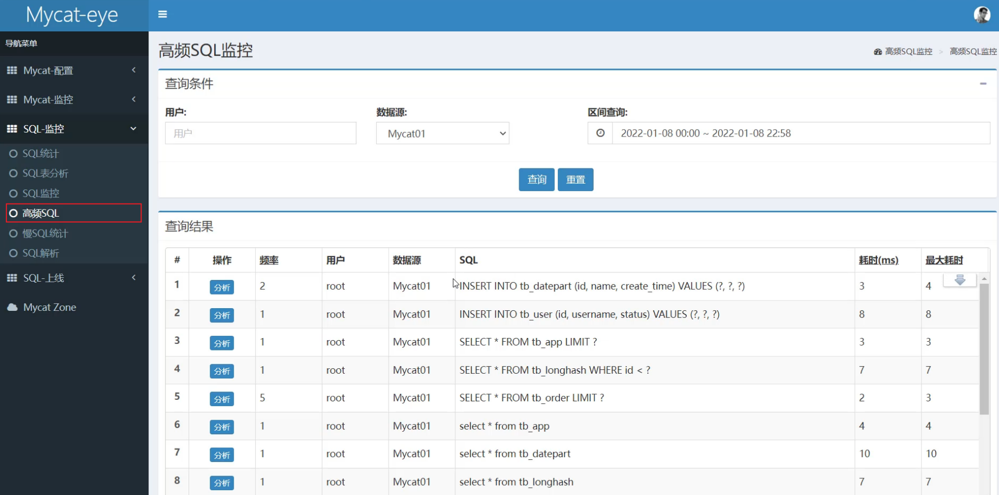 Mycat-eye
导航菜单
Mycat-配置
Mycat-监控
SQL-监控
SQL统计
SQL表分析
SQL监控
高频SQL
慢SQL统计
SQL解析
SQL-上线
Mycat Zone
高频SQL监控
高频SQL监控 > 高频SQL监控
查询条件
用户: 数据源: 区间查询:
用户 Mycat01 2022-01-08 00:00 ~ 2022-01-08 22:58
查询 重置
查询结果
# 操作 频率 用户 数据源 SQL 耗时(ms) 最大耗时
1 分析 2 root Mycat01 INSERT INTO tb_datepart (id, name, create_time) VALUES (?, ?, ?) 3 4
2 分析 1 root Mycat01 INSERT INTO tb_user (id, username, status) VALUES (?, ?, ?) 8 8
3 分析 1 root Mycat01 SELECT * FROM tb_app LIMIT ? 3 3
4 分析 1 root Mycat01 SELECT * FROM tb_longhash WHERE id < ? 7 7
5 分析 5 root Mycat01 SELECT * FROM tb_order LIMIT ? 2 3
6 分析 1 root Mycat01 select * from tb_app 4 4
7 分析 1 root Mycat01 select * from tb_datepart 10 10
8 分析 1 root Mycat01 select * from tb_longhash 7 7